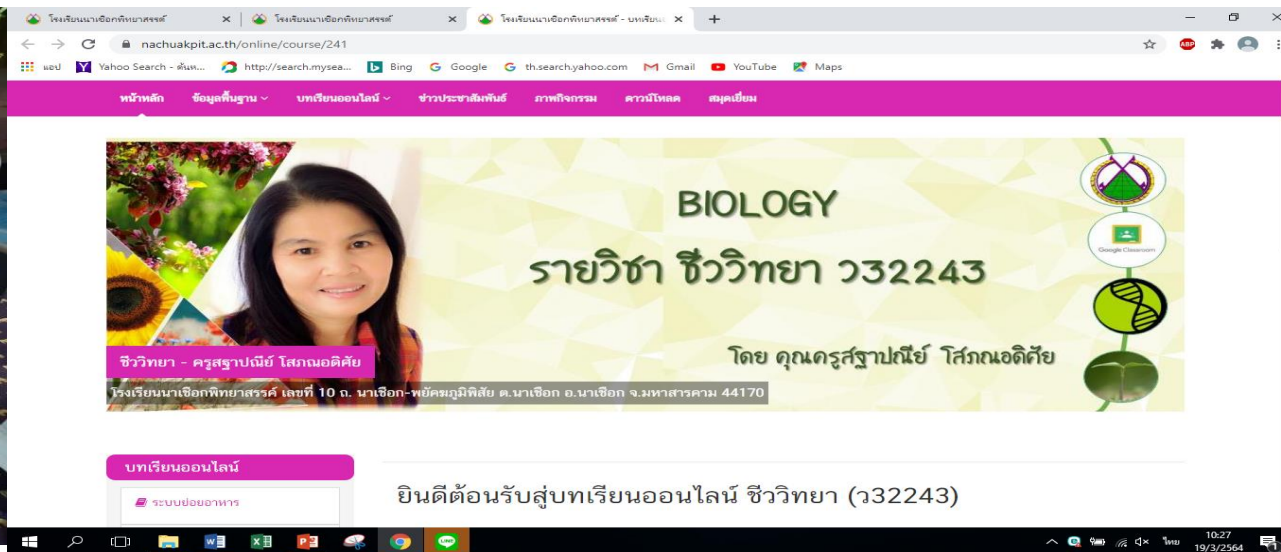 โรงเรียนนาเชือกพิทยาสรรค์
โรงเรียนนาเชือกพิทยาสรรค์
โรงเรียนนาเชือกพิทยาสรรค์ - บทเรียน
nachuakpit.ac.th/online/course/241
ABP
แอป
Yahoo Search - ค้นห...
http://search.mysea...
Bing
Google
th.search.yahoo.com
Gmail
YouTube
Maps
หน้าหลัก ข้อมูลพื้นฐาน บทเรียนออนไลน์ ข่าวประชาสัมพันธ์ ภาพกิจกรรม ดาวน์โหลด สมุดเยี่ยม
BIOLOGY
รายวิชา ชีววิทยา ว32243
Google Classroom
โดย คุณครูสฐาปณีย์ โสภณอดิศัย
ชีววิทยา - ครูสฐาปณีย์ โสภณอดิศัย
โรงเรียนนาเชือกพิทยาสรรค์ เลขที่ 10 ถ. นาเชือก-พยัคฆภูมิพิสัย ต.นาเชือก อ.นาเชือก จ.มหาสารคาม 44170
บทเรียนออนไลน์
ระบบย่อยอาหาร
ยินดีต้อนรับสู่บทเรียนออนไลน์ ชีววิทยา (ว32243)
LINE
ไทย
10:27
19/3/2564